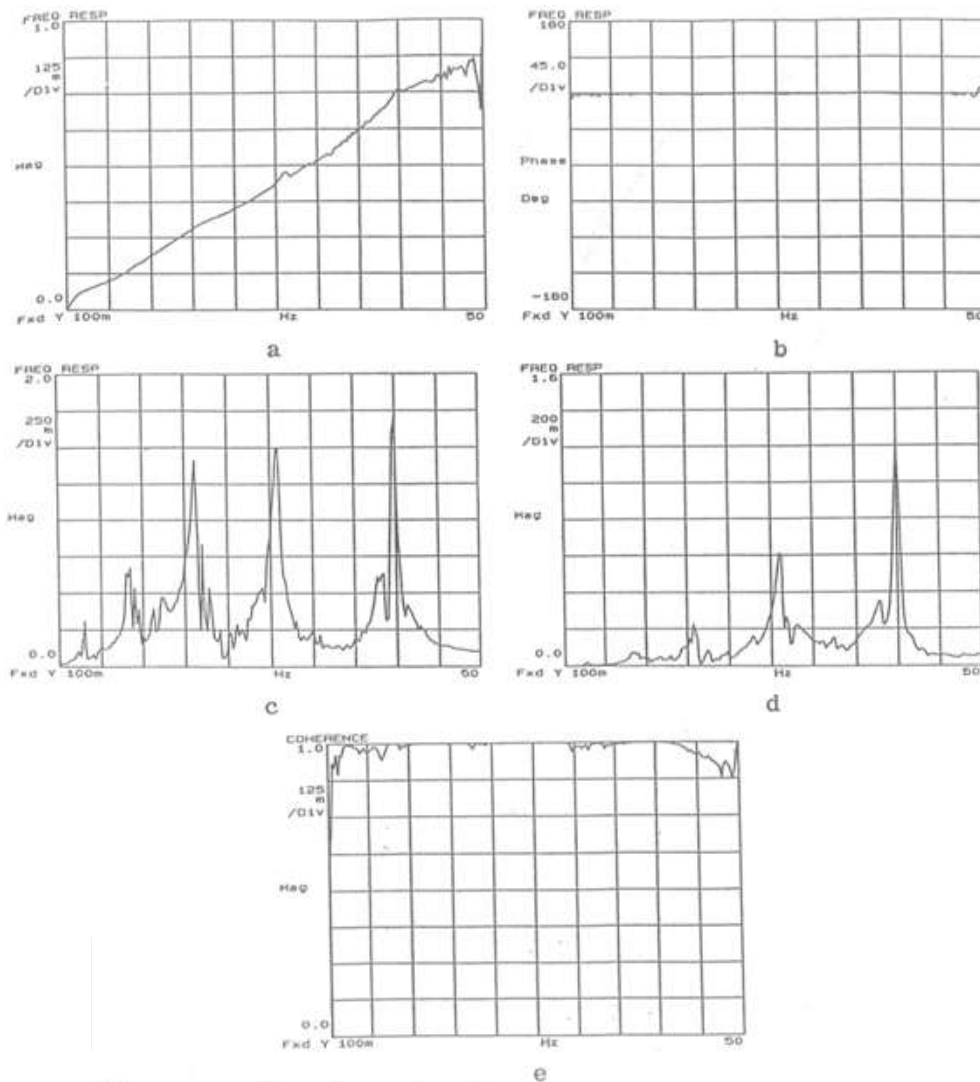 FREQ RESP
1.0
125
m
/Div
Mag
0.0
Fxd Y 100m Hz 50
a
FREQ RESP
180
45.0
/Div
Phase
Deg
-180
Fxd Y 100m Hz 50
b
FREQ RESP
2.0
250
m
/Div
Mag
0.0
Fxd Y 100m Hz 50
c
FREQ RESP
1.6
200
m
/Div
Mag
0.0
Fxd Y 100m Hz 50
d
COHERENCE
1.0
125
m
/Div
Mag
0.0
Fxd Y 100m Hz 50
e